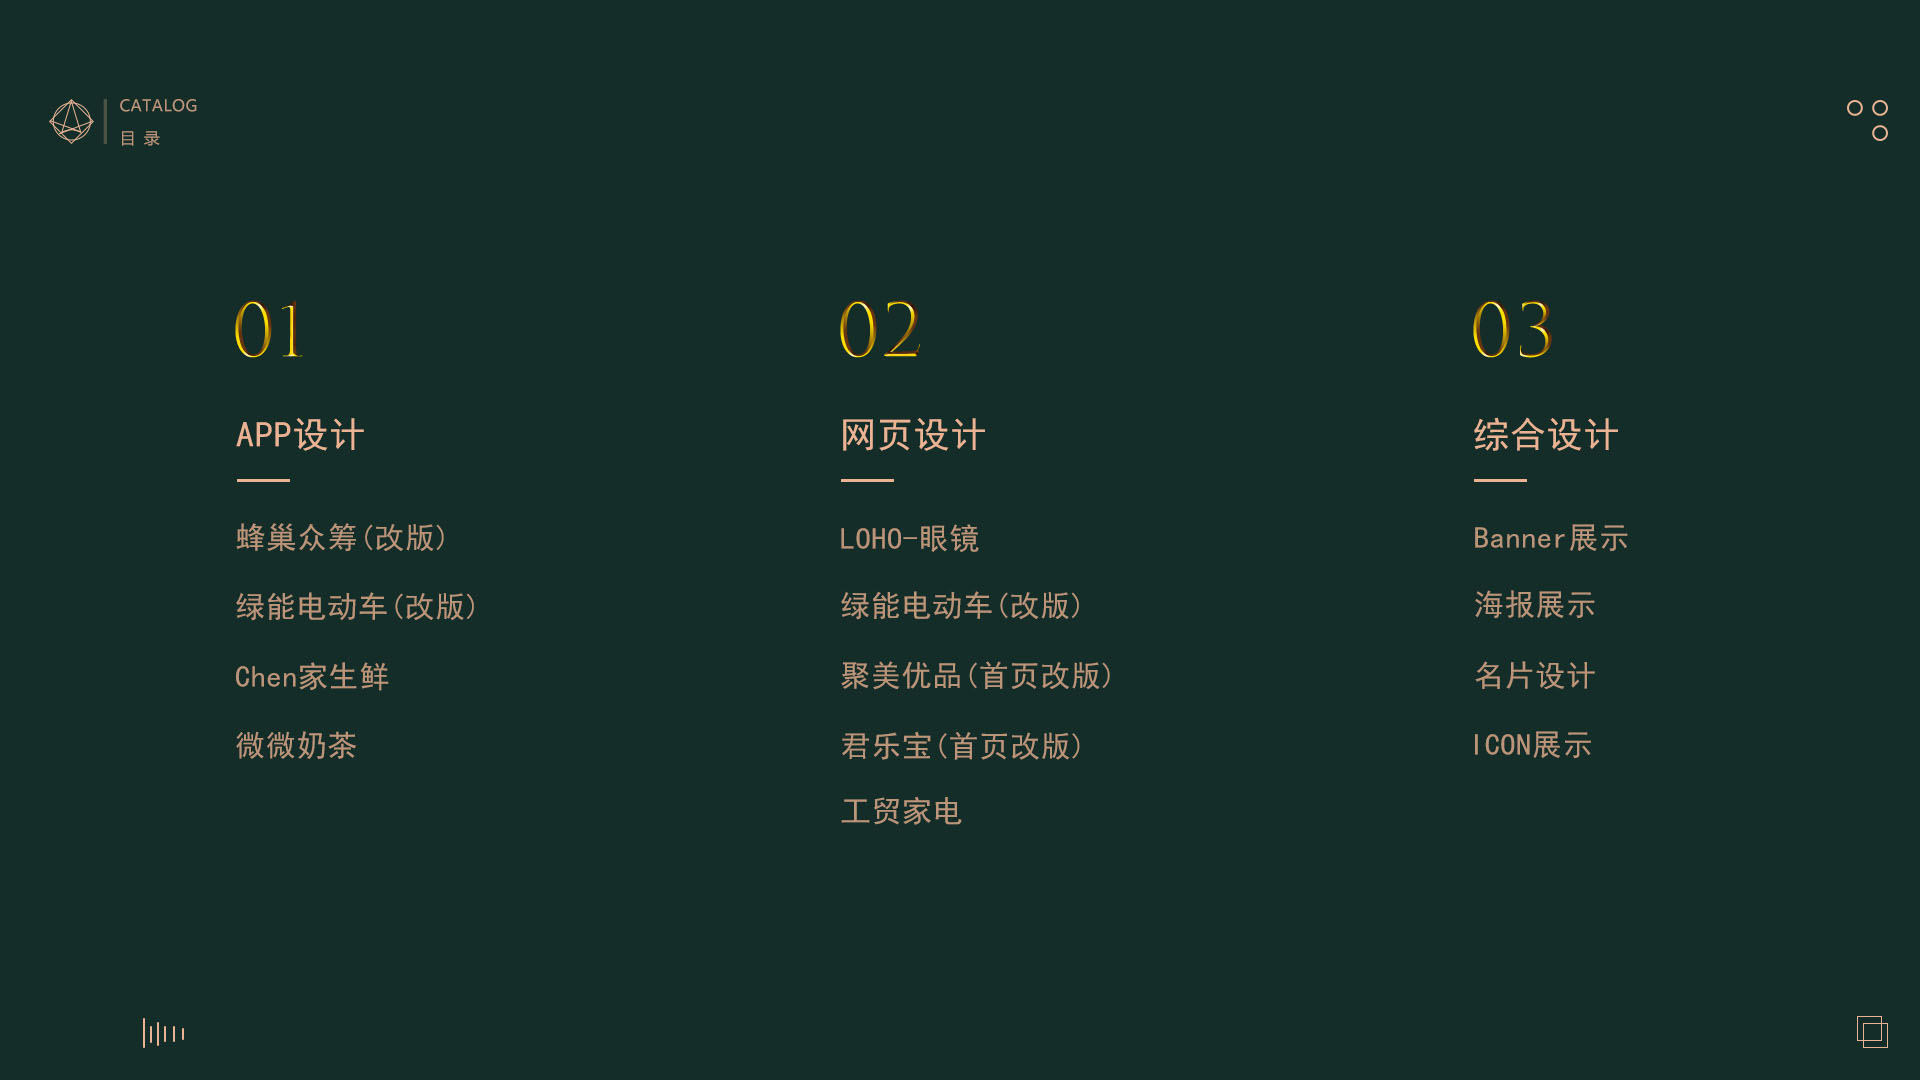 CATALOG
目录
01
APP设计
蜂巢众筹(改版)
绿能电动车(改版)
Chen家生鲜
微微奶茶
02
网页设计
LOHO-眼镜
绿能电动车(改版)
聚美优品(首页改版)
君乐宝(首页改版)
工贸家电
03
综合设计
Banner展示
海报展示
名片设计
ICON展示